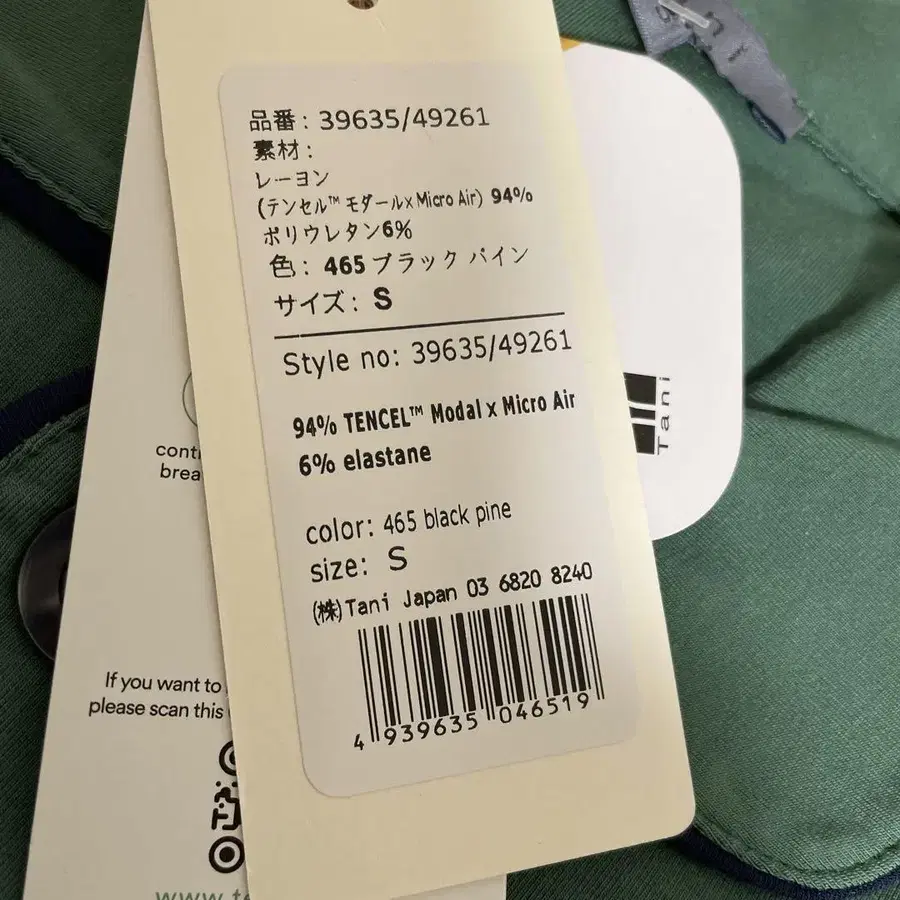 品番: 39635/49261
素材:
レーヨン
(テンセル™ モダールx Micro Air) 94%
ポリウレタン6%
色: 465 ブラック パイン
サイズ: S
Style no: 39635/49261
94% TENCEL™ Modal x Micro Air
6% elastane
color: 465 black pine
size: S
(株)Tani Japan 03 6820 8240
4 939635 046519
Tani
If you want to
please scan this